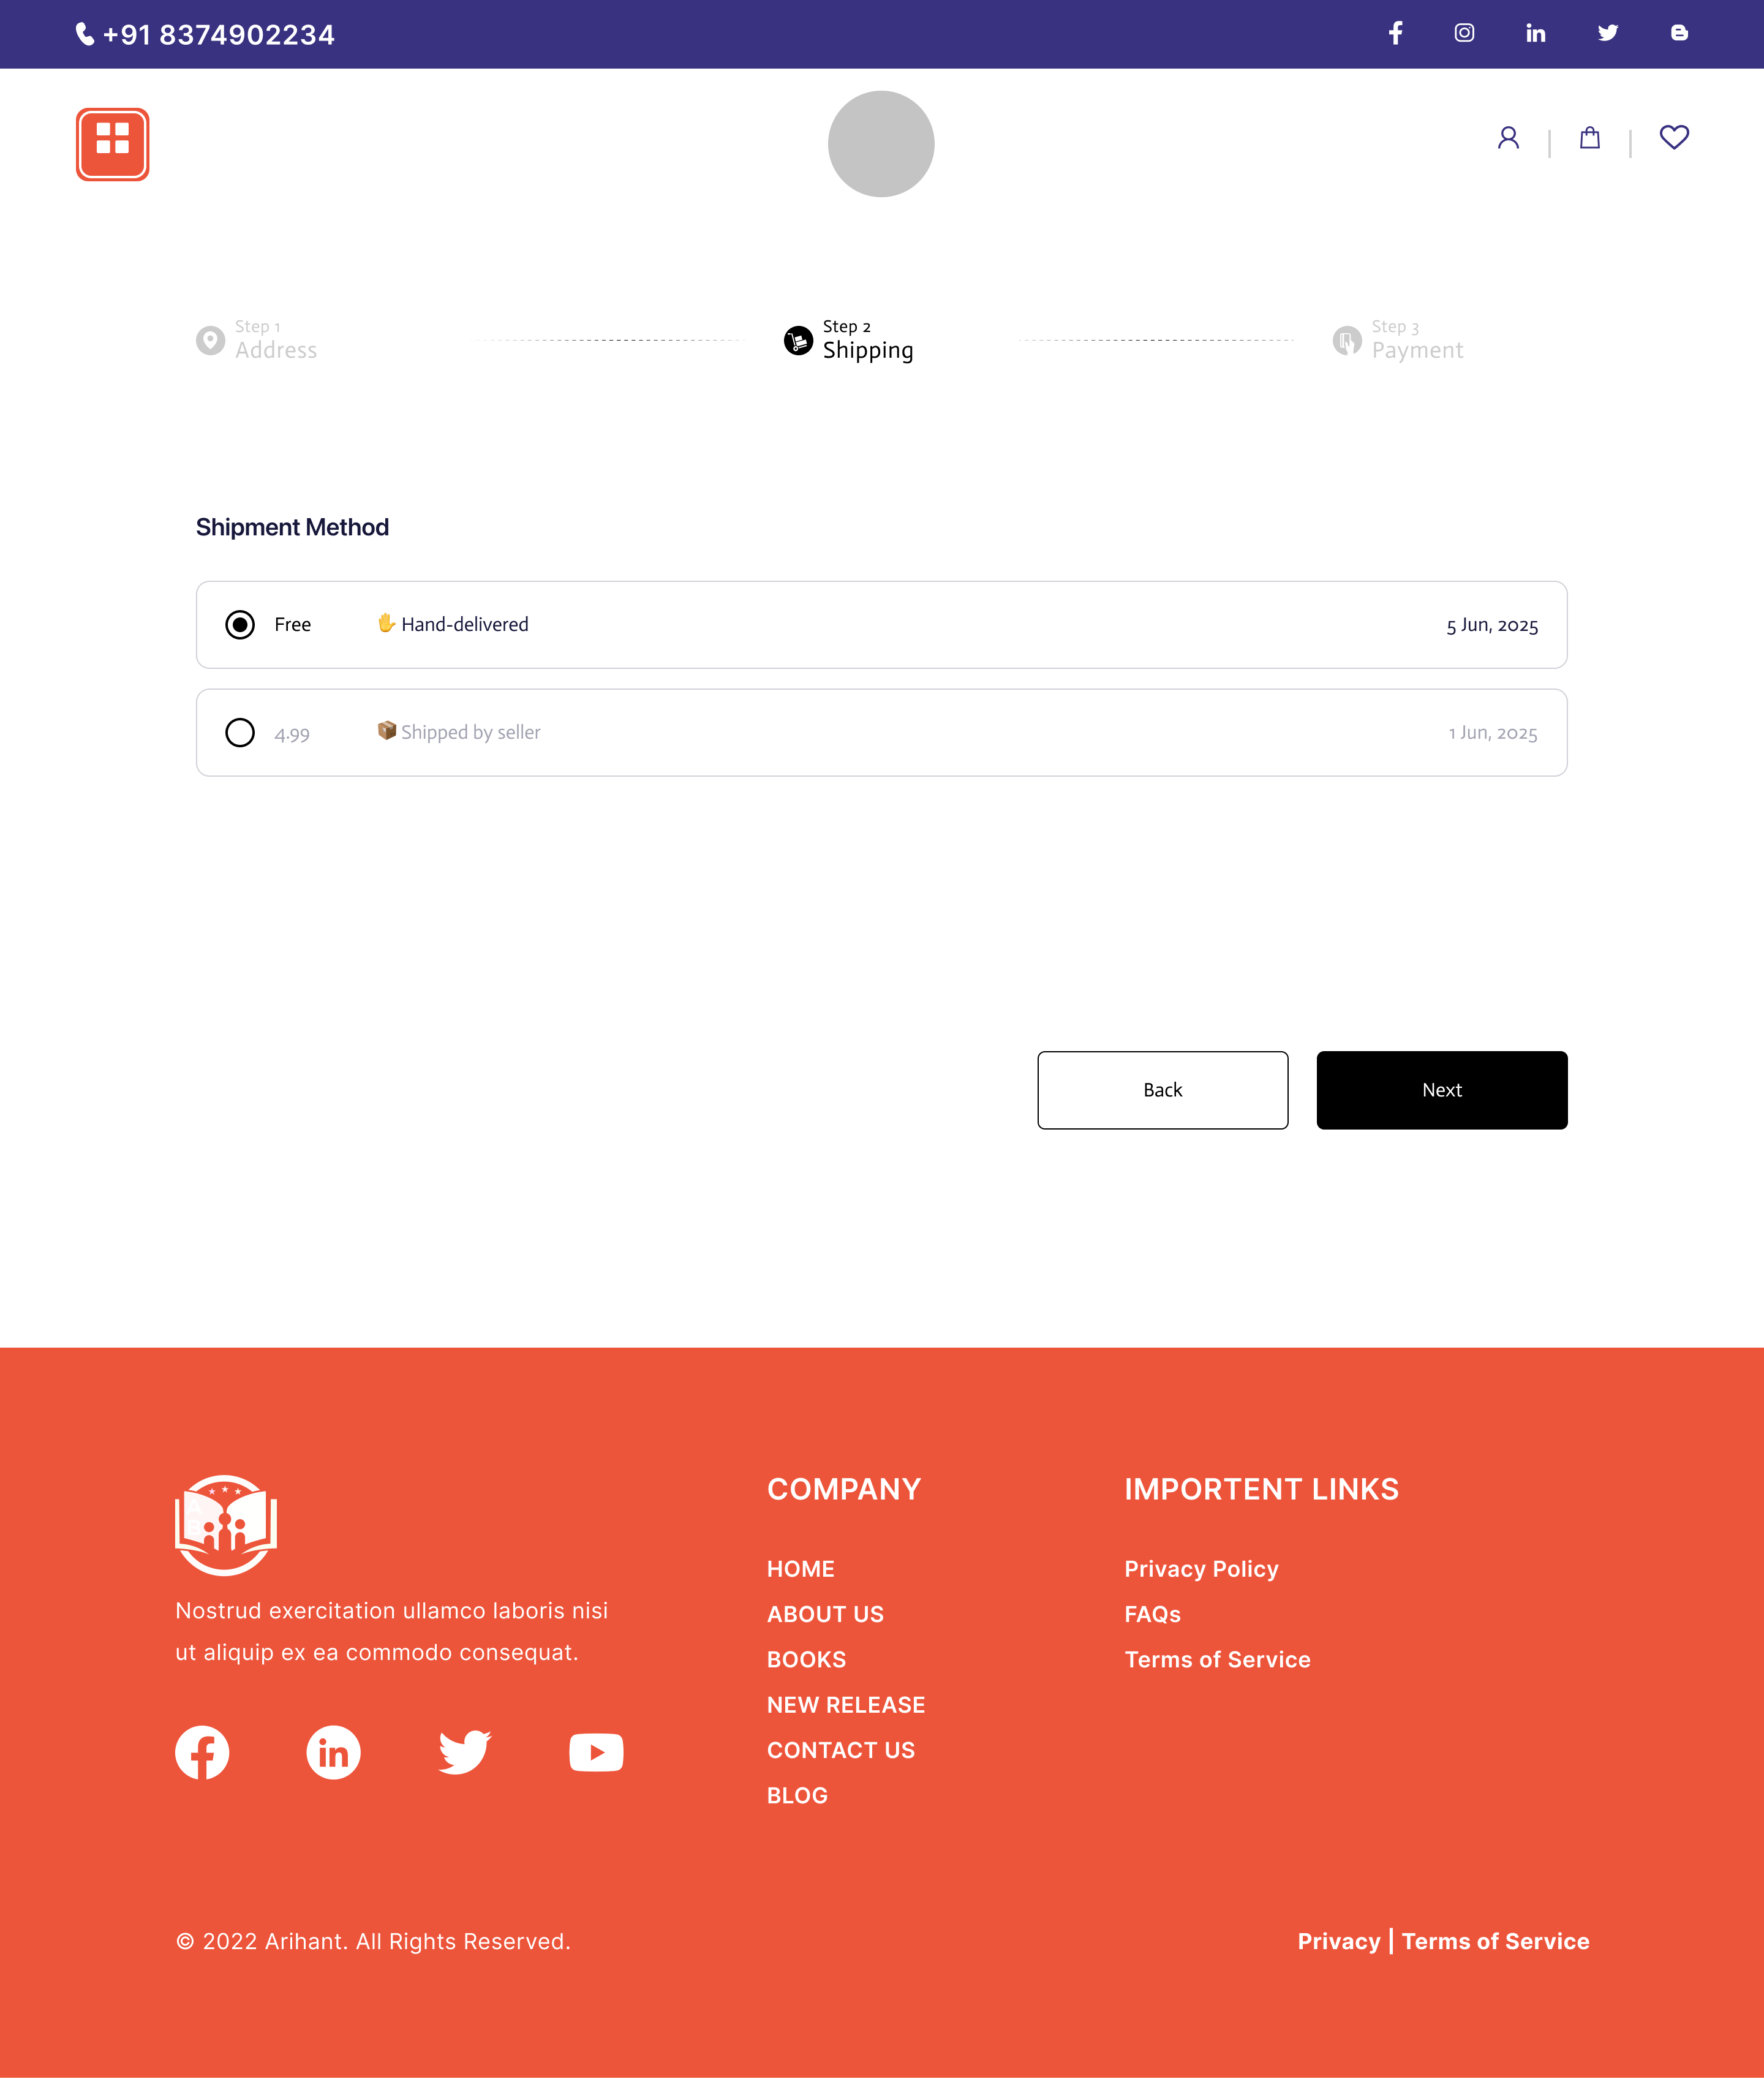 +91 8374902234
Step 1
Address
Step 2
Shipping
Step 3
Payment
Shipment Method
Free ✋ Hand-delivered 5 Jun, 2025
4.99 📦 Shipped by seller 1 Jun, 2025
Back
Next
Nostrud exercitation ullamco laboris nisi
ut aliquip ex ea commodo consequat.
COMPANY
HOME
ABOUT US
BOOKS
NEW RELEASE
CONTACT US
BLOG
IMPORTENT LINKS
Privacy Policy
FAQs
Terms of Service
© 2022 Arihant. All Rights Reserved.
Privacy | Terms of Service